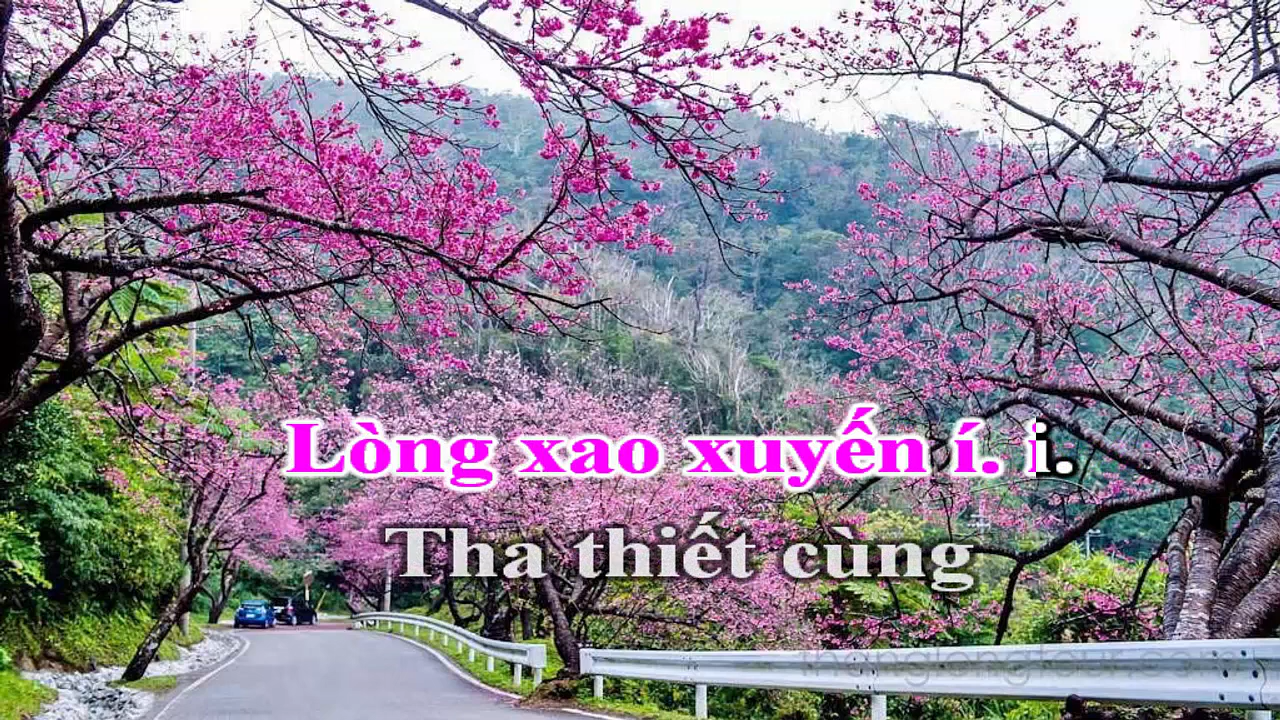 Lòng xao xuyến í. i.
Tha thiết cùng